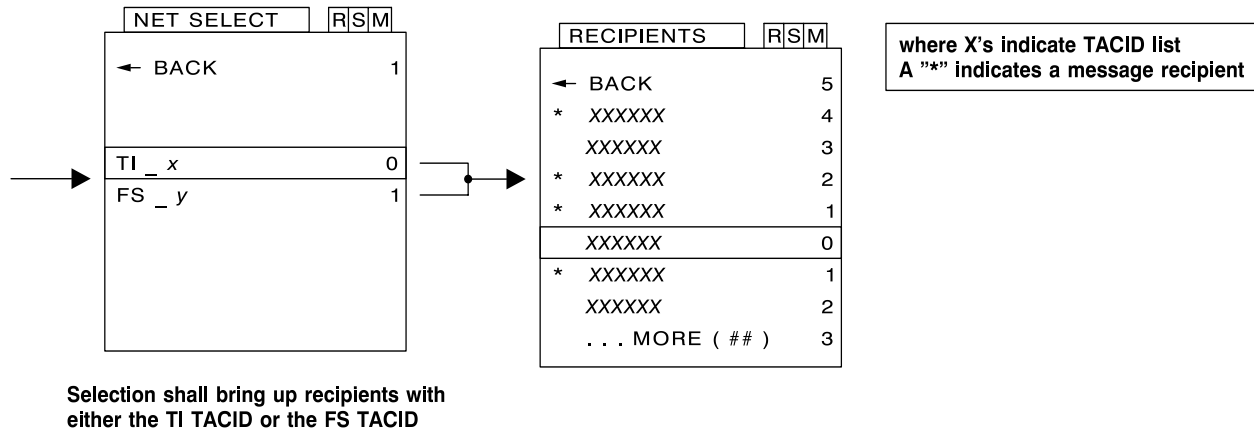 NET SELECT R S M
← BACK 1
TI _ x 0
FS _ y 1
Selection shall bring up recipients with
either the TI TACID or the FS TACID
RECIPIENTS R S M
← BACK 5
* XXXXXX 4
XXXXXX 3
* XXXXXX 2
* XXXXXX 1
XXXXXX 0
* XXXXXX 1
XXXXXX 2
. . . MORE ( ## ) 3
where X's indicate TACID list
A ”*” indicates a message recipient